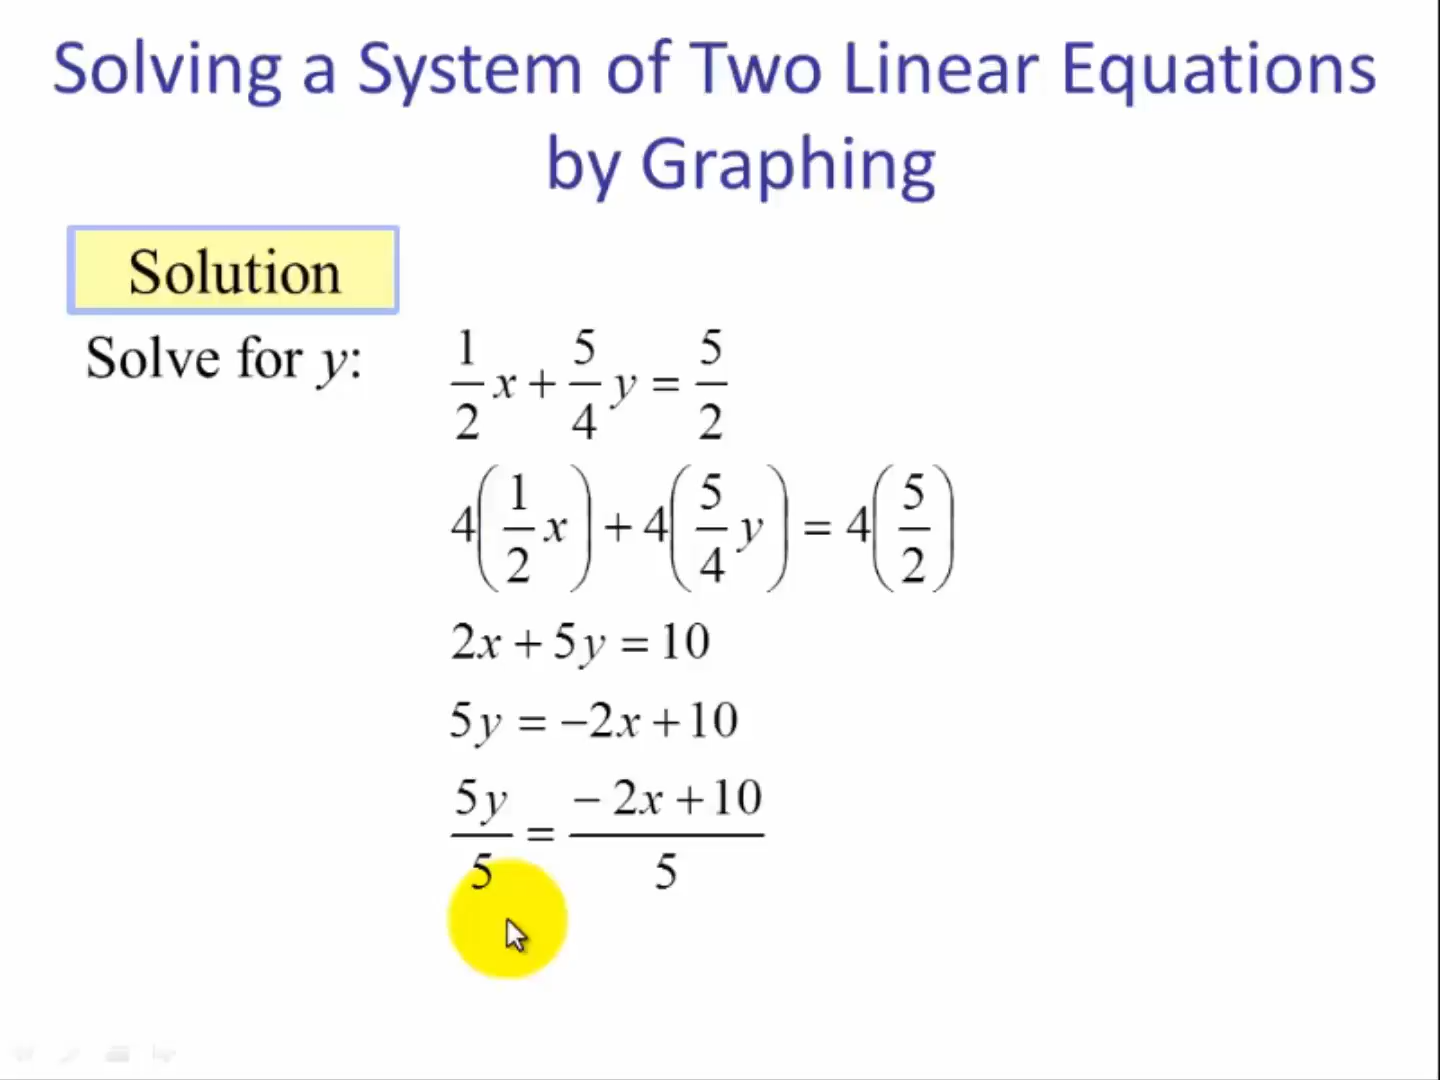 Solving a System of Two Linear Equations
by Graphing
Solution
Solve for y:
1/2 x + 5/4 y = 5/2
4(1/2 x) + 4(5/4 y) = 4(5/2)
2x + 5y = 10
5y = −2x + 10
5y/5 = (−2x + 10)/5